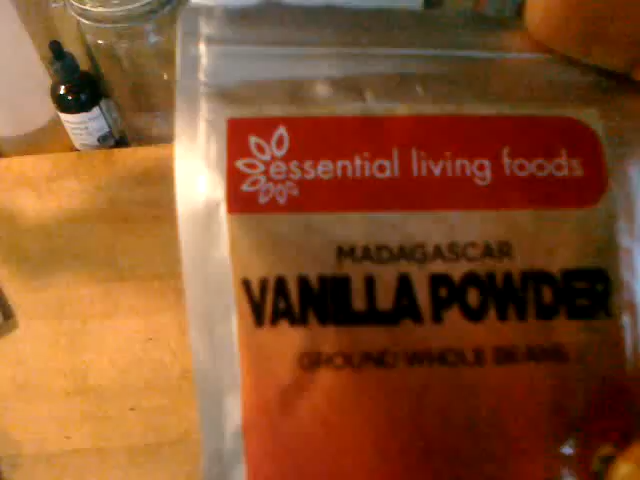 essential living foods
MADAGASCAR
VANILLA POWDER
GROUND WHOLE BEANS